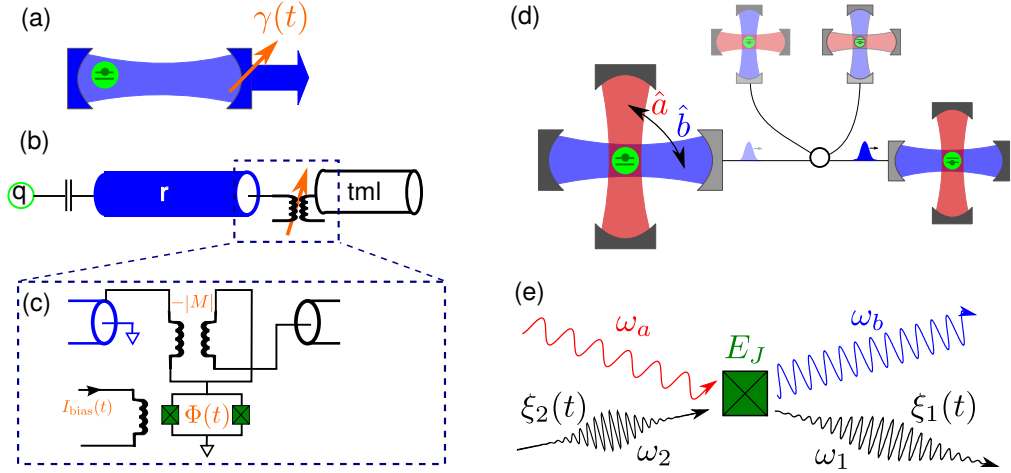 (a)
γ(t)
(b)
q
r
tml
(c)
−|M|
I_bias(t)
Φ(t)
(d)
â
b̂
(e)
ω_a
ω_b
E_J
ξ_2(t)
ξ_1(t)
ω_2
ω_1